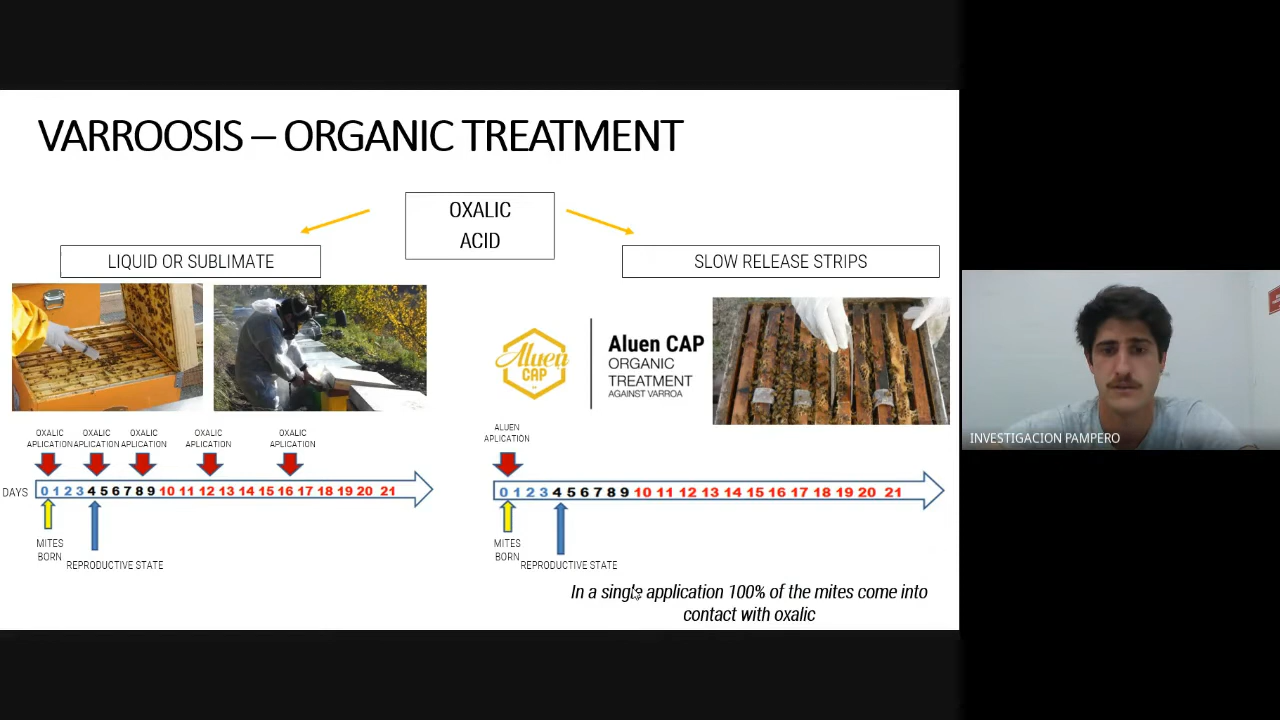 VARROOSIS – ORGANIC TREATMENT
OXALIC
ACID
LIQUID OR SUBLIMATE
SLOW RELEASE STRIPS
Aluen
CAP
Aluen CAP
ORGANIC
TREATMENT
AGAINST VARROA
OXALIC
APLICATION
OXALIC
APLICATION
OXALIC
APLICATION
OXALIC
APLICATION
OXALIC
APLICATION
DAYS
0 1 2 3 4 5 6 7 8 9 10 11 12 13 14 15 16 17 18 19 20 21
MITES
BORN
REPRODUCTIVE STATE
ALUEN
APLICATION
0 1 2 3 4 5 6 7 8 9 10 11 12 13 14 15 16 17 18 19 20 21
MITES
BORN
REPRODUCTIVE STATE
In a single application 100% of the mites come into
contact with oxalic
INVESTIGACION PAMPERO